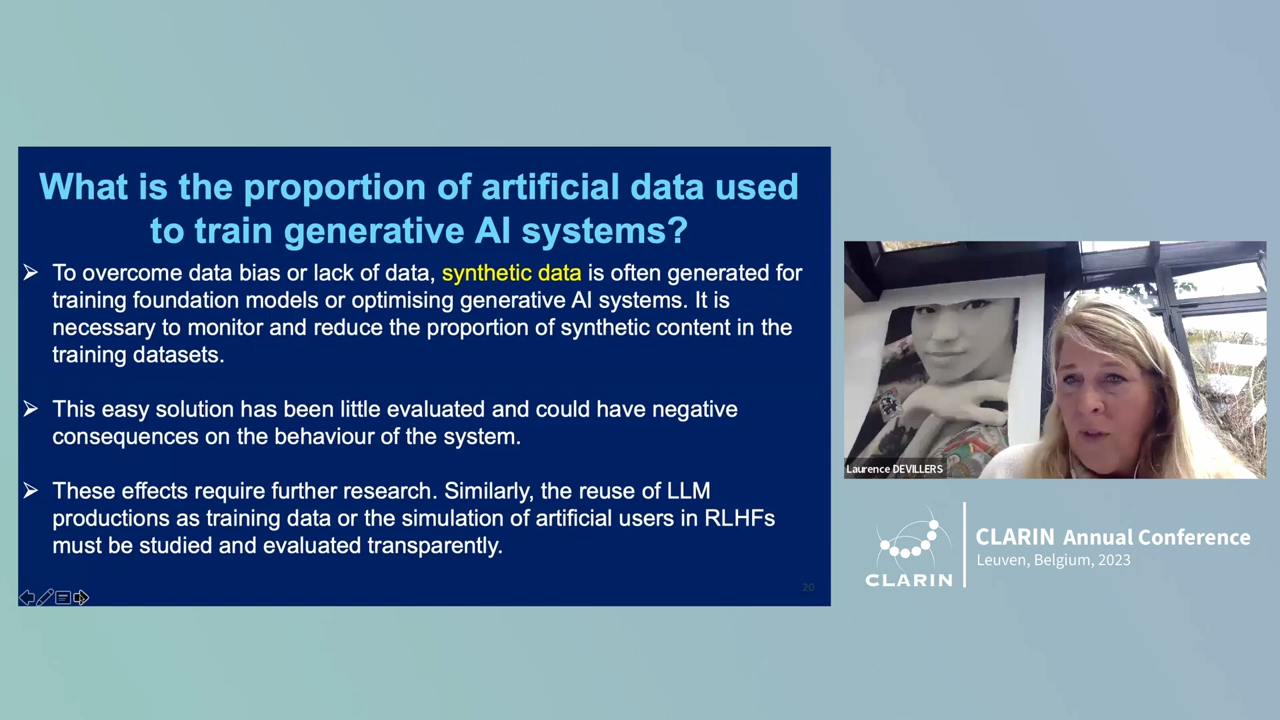 What is the proportion of artificial data used
to train generative AI systems?
To overcome data bias or lack of data, synthetic data is often generated for
training foundation models or optimising generative AI systems. It is
necessary to monitor and reduce the proportion of synthetic content in the
training datasets.
This easy solution has been little evaluated and could have negative
consequences on the behaviour of the system.
These effects require further research. Similarly, the reuse of LLM
productions as training data or the simulation of artificial users in RLHFs
must be studied and evaluated transparently.
20
Laurence DEVILLERS
CLARIN
CLARIN Annual Conference
Leuven, Belgium, 2023